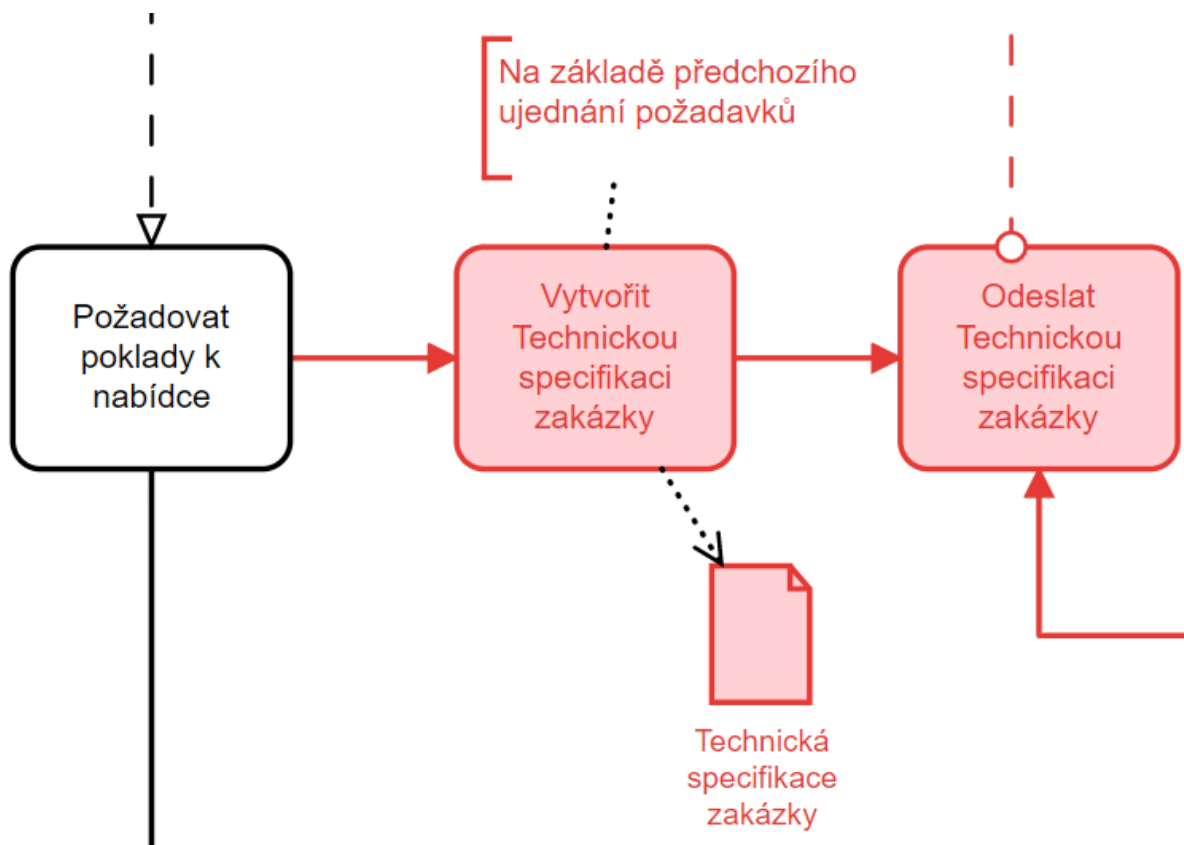 Na základě předchozího
ujednání požadavků
Požadovat
poklady k
nabídce
Vytvořit
Technickou
specifikaci
zakázky
Odeslat
Technickou
specifikaci
zakázky
Technická
specifikace
zakázky